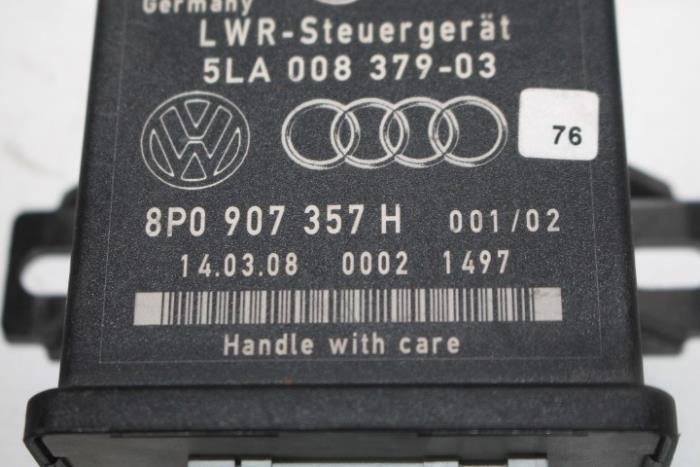 Germany
LWR-Steuergerät
5LA 008 379-03
76
8P0 907 357 H 001/02
14.03.08 0002 1497
Handle with care